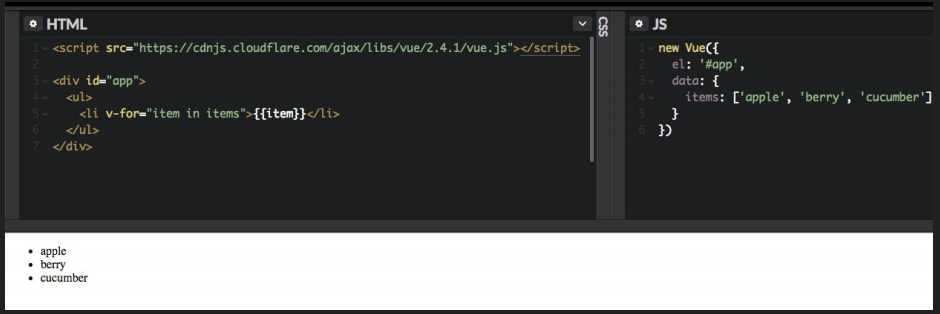 HTML
1 <script src="https://cdnjs.cloudflare.com/ajax/libs/vue/2.4.1/vue.js"></script>
2
3 <div id="app">
4   <ul>
5     <li v-for="item in items">{{item}}</li>
6   </ul>
7 </div>
CSS
JS
1 new Vue({
2   el: '#app',
3   data: {
4     items: ['apple', 'berry', 'cucumber']
5   }
6 })
• apple
• berry
• cucumber